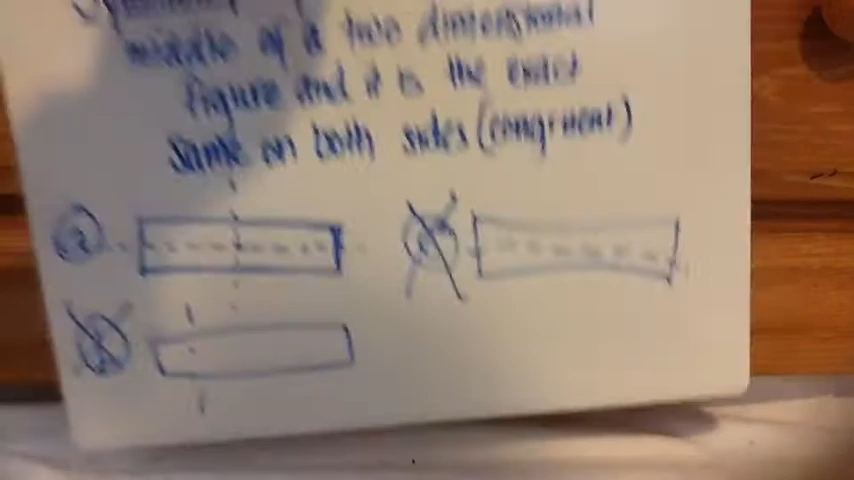 middle of a two dimensional
figure and it is the exact
same on both sides (congruent)